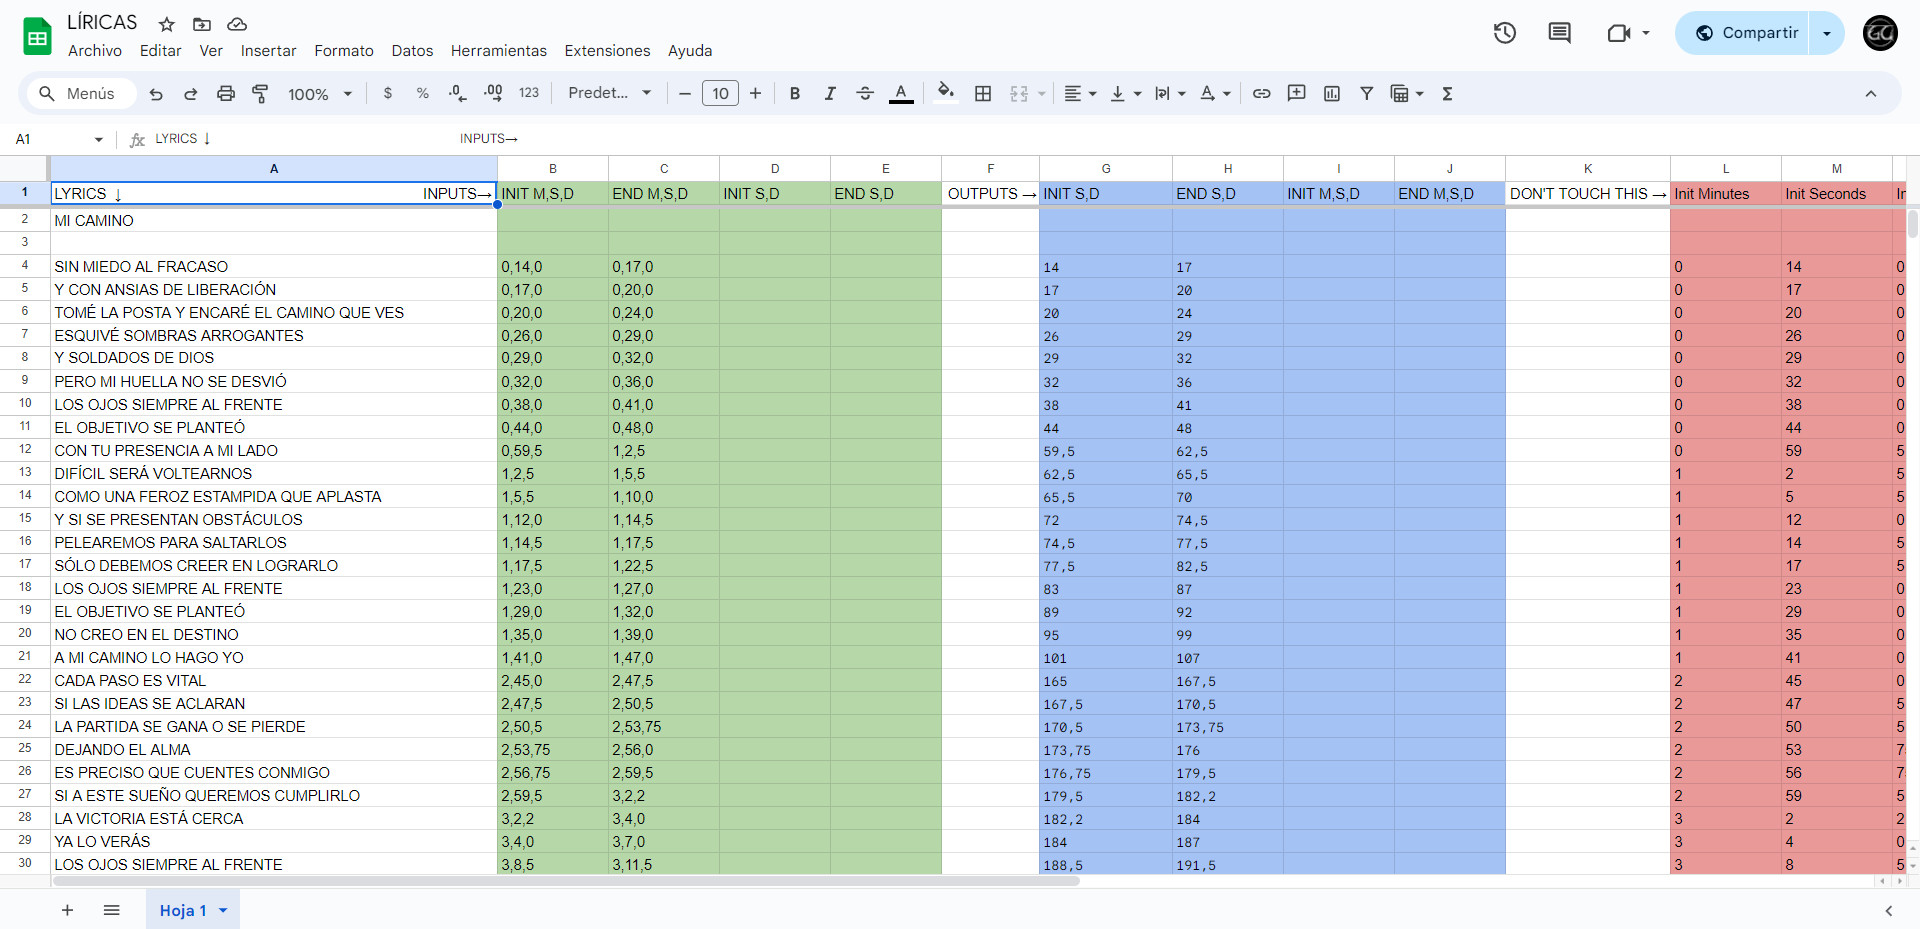 LÍRICAS
Archivo Editar Ver Insertar Formato Datos Herramientas Extensiones Ayuda
Compartir
Menús 100% $ % .0 .00 123 Predet... 10 B I S A
A1 fx LYRICS ↓ INPUTS→
A B C D E F G H I J K L M
1 LYRICS ↓ INPUTS→ INIT M,S,D END M,S,D INIT S,D END S,D OUTPUTS → INIT S,D END S,D INIT M,S,D END M,S,D DON'T TOUCH THIS → Init Minutes Init Seconds In
2 MI CAMINO
3
4 SIN MIEDO AL FRACASO 0,14,0 0,17,0 14 17 0 14 0
5 Y CON ANSIAS DE LIBERACIÓN 0,17,0 0,20,0 17 20 0 17 0
6 TOMÉ LA POSTA Y ENCARÉ EL CAMINO QUE VES 0,20,0 0,24,0 20 24 0 20 0
7 ESQUIVÉ SOMBRAS ARROGANTES 0,26,0 0,29,0 26 29 0 26 0
8 Y SOLDADOS DE DIOS 0,29,0 0,32,0 29 32 0 29 0
9 PERO MI HUELLA NO SE DESVIÓ 0,32,0 0,36,0 32 36 0 32 0
10 LOS OJOS SIEMPRE AL FRENTE 0,38,0 0,41,0 38 41 0 38 0
11 EL OBJETIVO SE PLANTEÓ 0,44,0 0,48,0 44 48 0 44 0
12 CON TU PRESENCIA A MI LADO 0,59,5 1,2,5 59,5 62,5 0 59 5
13 DIFÍCIL SERÁ VOLTEARNOS 1,2,5 1,5,5 62,5 65,5 1 2 5
14 COMO UNA FEROZ ESTAMPIDA QUE APLASTA 1,5,5 1,10,0 65,5 70 1 5 5
15 Y SI SE PRESENTAN OBSTÁCULOS 1,12,0 1,14,5 72 74,5 1 12 0
16 PELEAREMOS PARA SALTARLOS 1,14,5 1,17,5 74,5 77,5 1 14 5
17 SÓLO DEBEMOS CREER EN LOGRARLO 1,17,5 1,22,5 77,5 82,5 1 17 5
18 LOS OJOS SIEMPRE AL FRENTE 1,23,0 1,27,0 83 87 1 23 0
19 EL OBJETIVO SE PLANTEÓ 1,29,0 1,32,0 89 92 1 29 0
20 NO CREO EN EL DESTINO 1,35,0 1,39,0 95 99 1 35 0
21 A MI CAMINO LO HAGO YO 1,41,0 1,47,0 101 107 1 41 0
22 CADA PASO ES VITAL 2,45,0 2,47,5 165 167,5 2 45 0
23 SI LAS IDEAS SE ACLARAN 2,47,5 2,50,5 167,5 170,5 2 47 5
24 LA PARTIDA SE GANA O SE PIERDE 2,50,5 2,53,75 170,5 173,75 2 50 5
25 DEJANDO EL ALMA 2,53,75 2,56,0 173,75 176 2 53 7
26 ES PRECISO QUE CUENTES CONMIGO 2,56,75 2,59,5 176,75 179,5 2 56 7
27 SI A ESTE SUEÑO QUEREMOS CUMPLIRLO 2,59,5 3,2,2 179,5 182,2 2 59 5
28 LA VICTORIA ESTÁ CERCA 3,2,2 3,4,0 182,2 184 3 2 2
29 YA LO VERÁS 3,4,0 3,7,0 184 187 3 4 0
30 LOS OJOS SIEMPRE AL FRENTE 3,8,5 3,11,5 188,5 191,5 3 8 5
Hoja 1